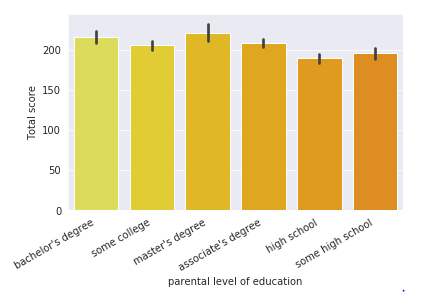 Total score
200
150
100
50
0
bachelor's degree
some college
master's degree
associate's degree
high school
some high school
parental level of education